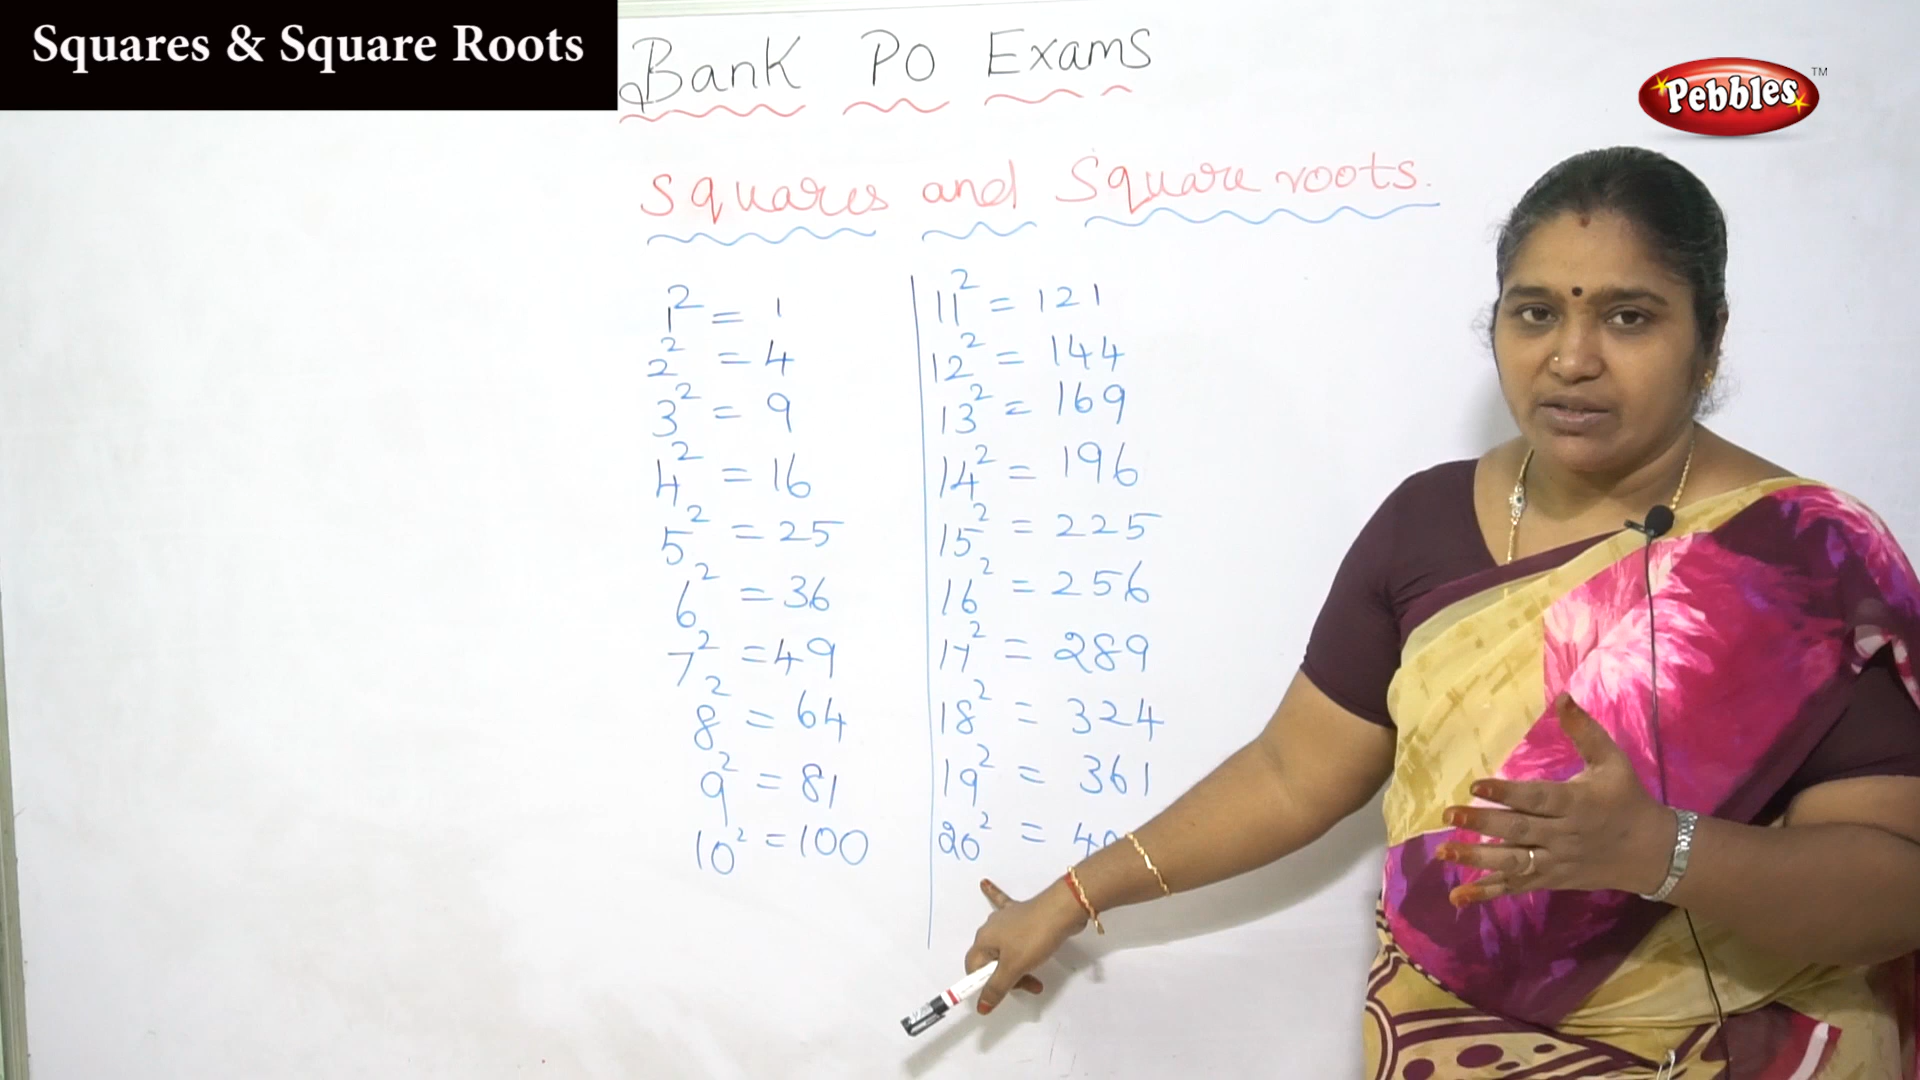 Squares & Square Roots
Bank PO Exams
Pebbles TM
Squares and Square roots.
1² = 1
2² = 4
3² = 9
4² = 16
5² = 25
6² = 36
7² = 49
8² = 64
9² = 81
10² = 100
11² = 121
12² = 144
13² = 169
14² = 196
15² = 225
16² = 256
17² = 289
18² = 324
19² = 361
20² =